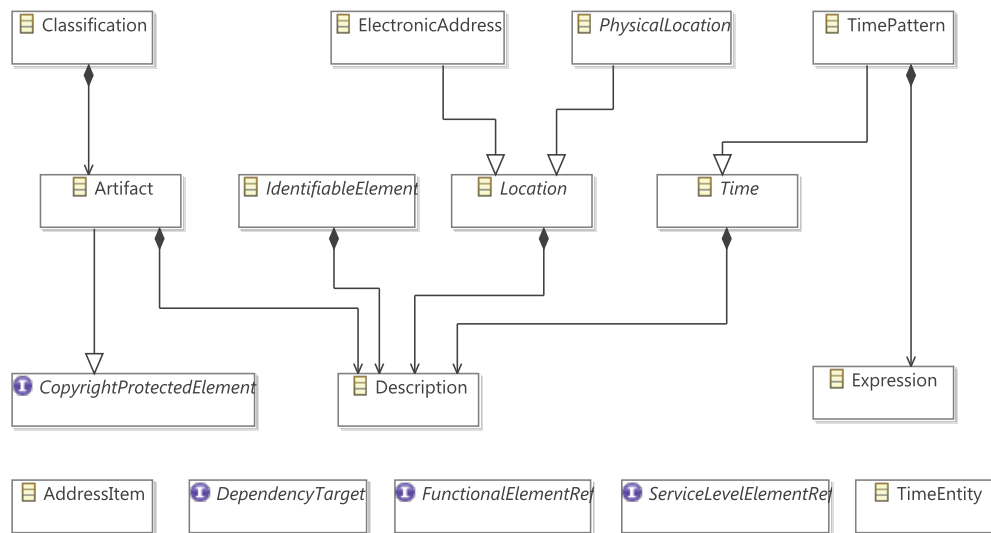 Classification
ElectronicAddress
PhysicalLocation
TimePattern
Artifact
IdentifiableElement
Location
Time
CopyrightProtectedElement
Description
Expression
AddressItem
DependencyTarget
FunctionalElementRef
ServiceLevelElementRef
TimeEntity